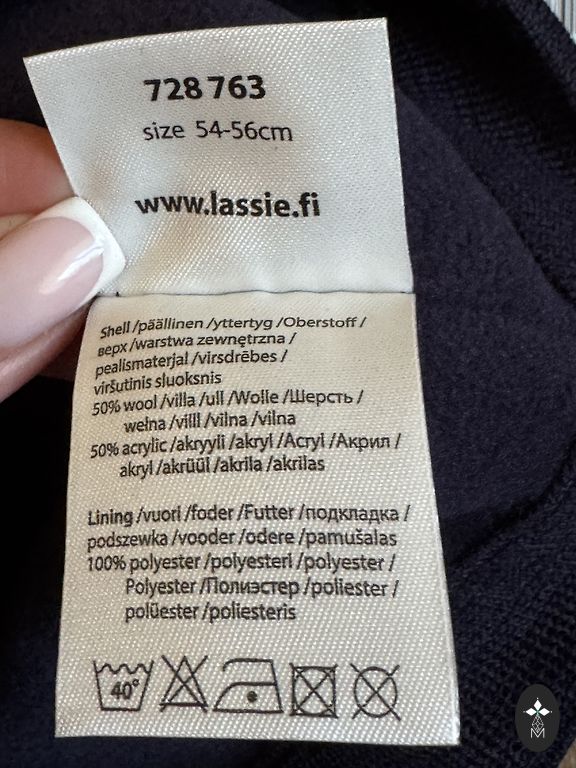 728 763
size 54-56cm
www.lassie.fi
Shell /päällinen /yttertyg /Oberstoff /
верх /warstwa zewnętrzna /
pealismaterjal /virsdrēbes /
viršutinis sluoksnis
50% wool /villa /ull /Wolle /Шерсть /
wełna /villl /vilna /vilna
50% acrylic /akryyli /akryl /Acryl /Акрил /
akryl /akrüül /akrila /akrilas
Lining /vuori /foder /Futter /подкладка /
podszewka /vooder /odere /pamušalas
100% polyester /polyesteri /polyester /
Polyester /Полиэстер /poliester /
polüester /poliesteris
40°
M